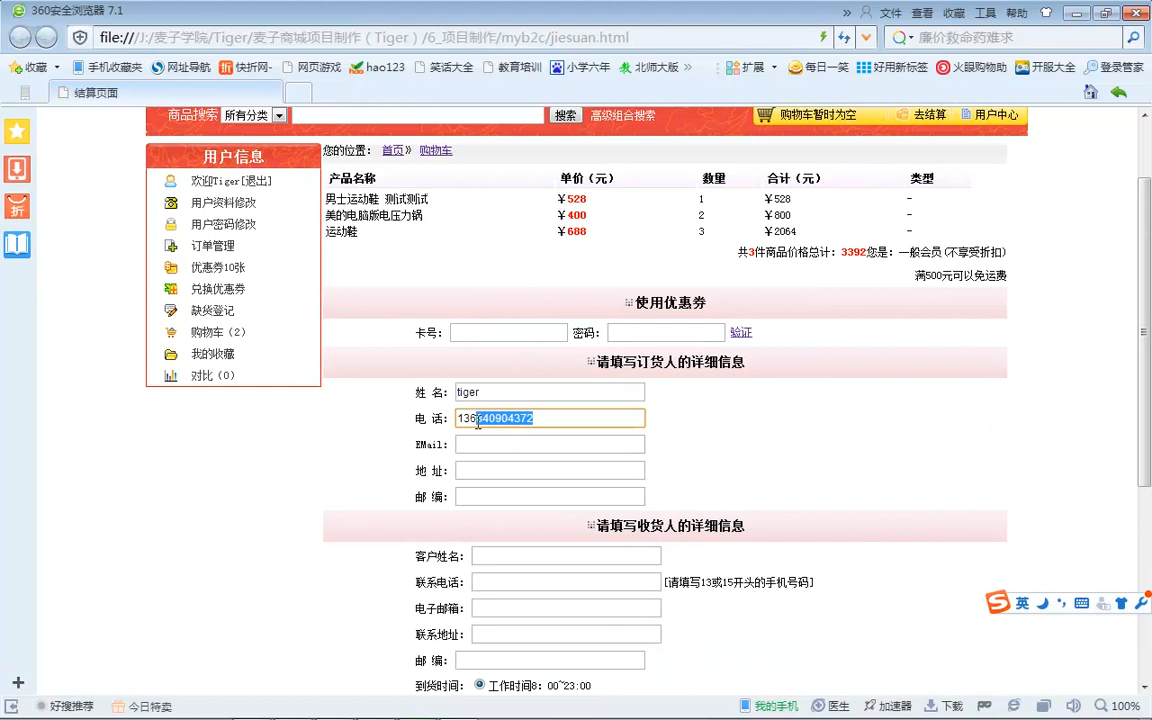 360安全浏览器 7.1
» 文件 查看 收藏 工具 帮助
file:///J:/麦子学院/Tiger/麦子商城项目制作（Tiger）/6_项目制作/myb2c/jiesuan.html
廉价救命药难求
收藏 手机收藏夹 网址导航 快折网- 网页游戏 hao123 笑话大全 教育培训 小学六年 北师大版 » 扩展 每日一笑 好用新标签 火眼购物助 开服大全 登录管家
结算页面
商品搜索 所有分类 搜索 高级组合搜索 购物车暂时为空 去结算 用户中心
用户信息
欢迎Tiger[退出]
用户资料修改
用户密码修改
订单管理
优惠券10张
兑换优惠券
缺货登记
购物车（2）
我的收藏
对比（0）
您的位置： 首页》 购物车
产品名称 单价（元） 数量 合计（元） 类型
男士运动鞋 测试测试 ￥528 1 ￥528 -
美的电脑版电压力锅 ￥400 2 ￥800 -
运动鞋 ￥688 3 ￥2064 -
共3件商品价格总计：3392您是：一般会员(不享受折扣)
满500元可以免运费
使用优惠券
卡号： 密码： 验证
请填写订货人的详细信息
姓 名： tiger
电 话：
EMail：
地 址：
邮 编：
请填写收货人的详细信息
客户姓名：
联系电话： [请填写13或15开头的手机号码]
电子邮箱：
联系地址：
邮 编：
到货时间： 工作时间8：00~23:00
英
折
好搜推荐 今日特卖 我的手机 医生 加速器 下载 100%